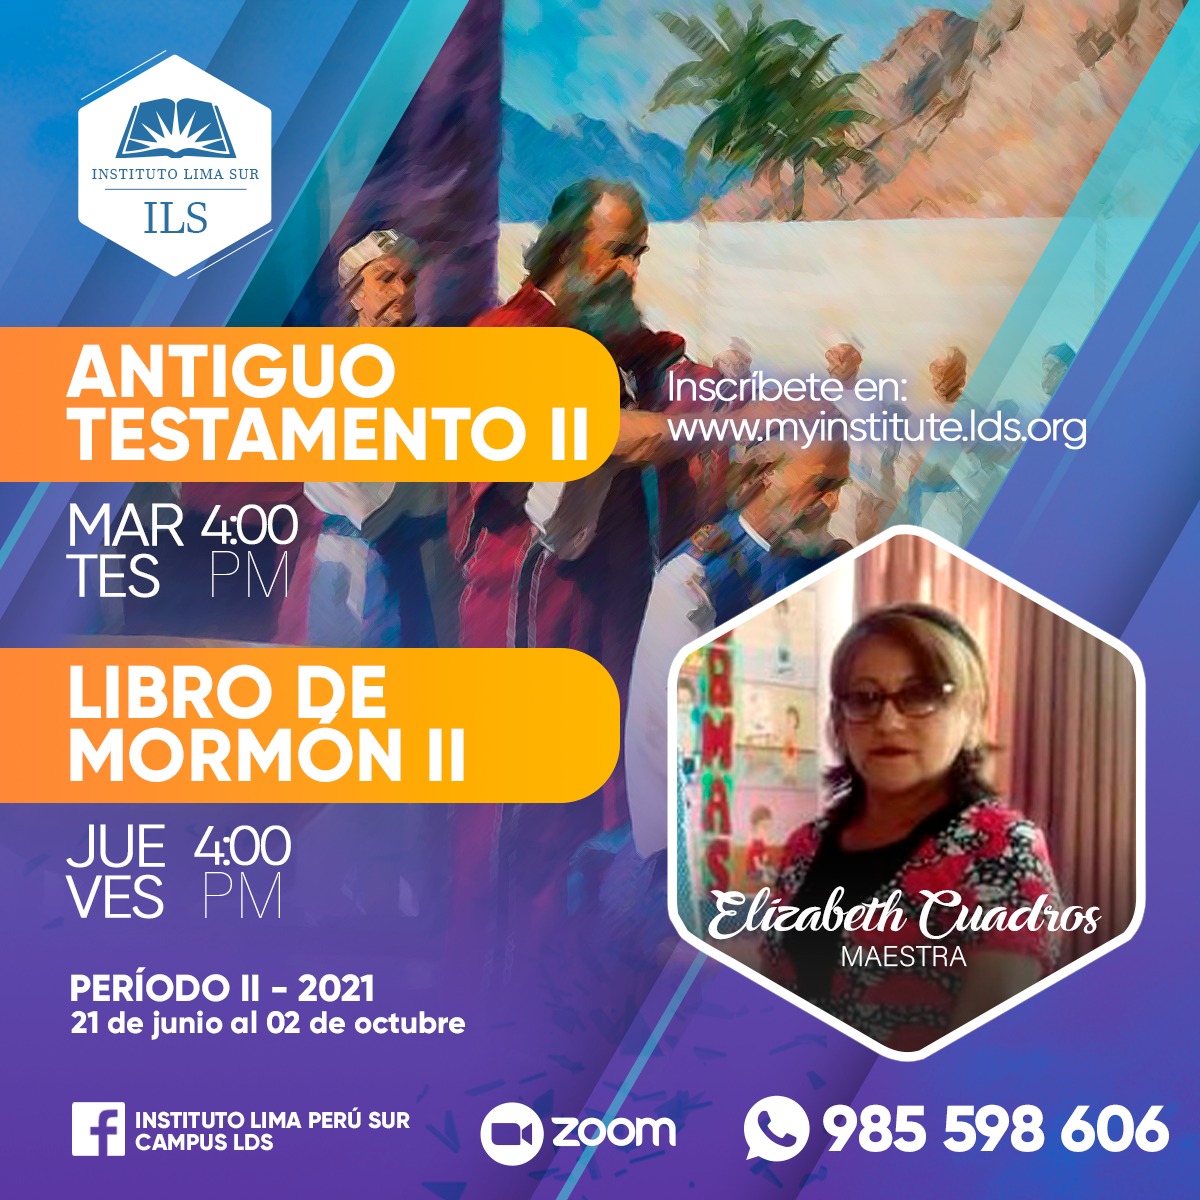 INSTITUTO LIMA SUR
ILS
ANTIGUO
TESTAMENTO II
MAR 4:00
TES PM
Inscríbete en:
www.myinstitute.lds.org
LIBRO DE
MORMÓN II
JUE 4:00
VES PM
RMAS
Elizabeth Cuadros
MAESTRA
PERÍODO II - 2021
21 de junio al 02 de octubre
INSTITUTO LIMA PERÚ SUR
CAMPUS LDS
zoom
985 598 606